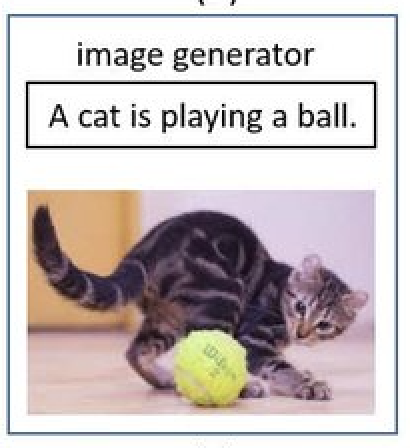 image generator
A cat is playing a ball.